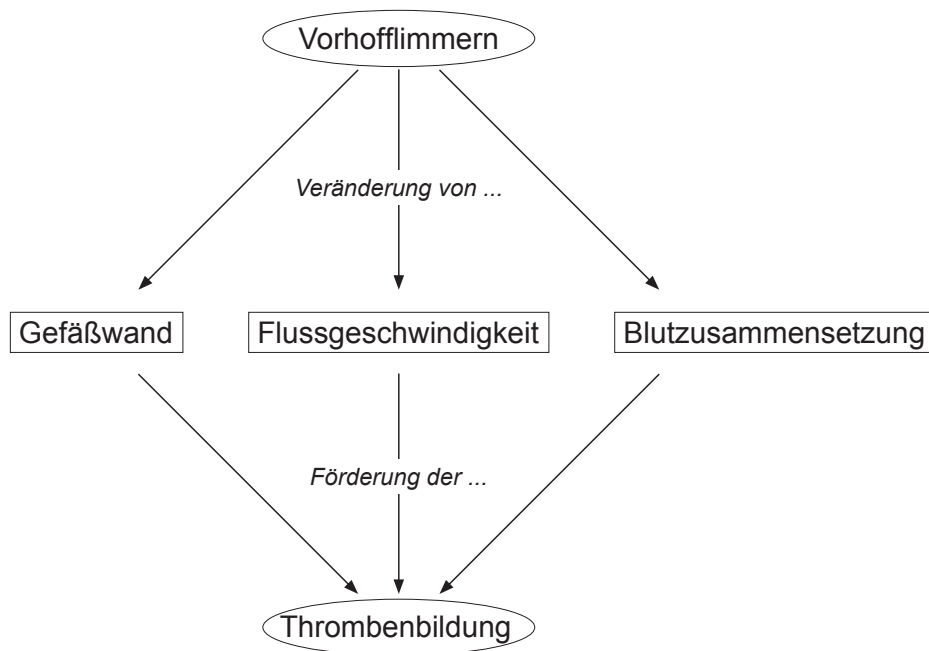 Vorhofflimmern
Veränderung von ...
Gefäßwand
Flussgeschwindigkeit
Blutzusammensetzung
Förderung der ...
Thrombenbildung